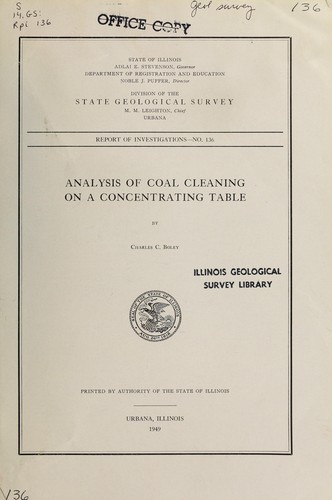 S
14.GS:
Rpi 136
OFFICE COPY
Geol survey
136
STATE OF ILLINOIS
ADLAI E. STEVENSON, Governor
DEPARTMENT OF REGISTRATION AND EDUCATION
NOBLE J. PUFFER, Director
DIVISION OF THE
STATE GEOLOGICAL SURVEY
M. M. LEIGHTON, Chief
URBANA
REPORT OF INVESTIGATIONS—NO. 136
ANALYSIS OF COAL CLEANING
ON A CONCENTRATING TABLE
BY
CHARLES C. BOLEY
ILLINOIS GEOLOGICAL
SURVEY LIBRARY
PRINTED BY AUTHORITY OF THE STATE OF ILLINOIS
URBANA, ILLINOIS
1949
136